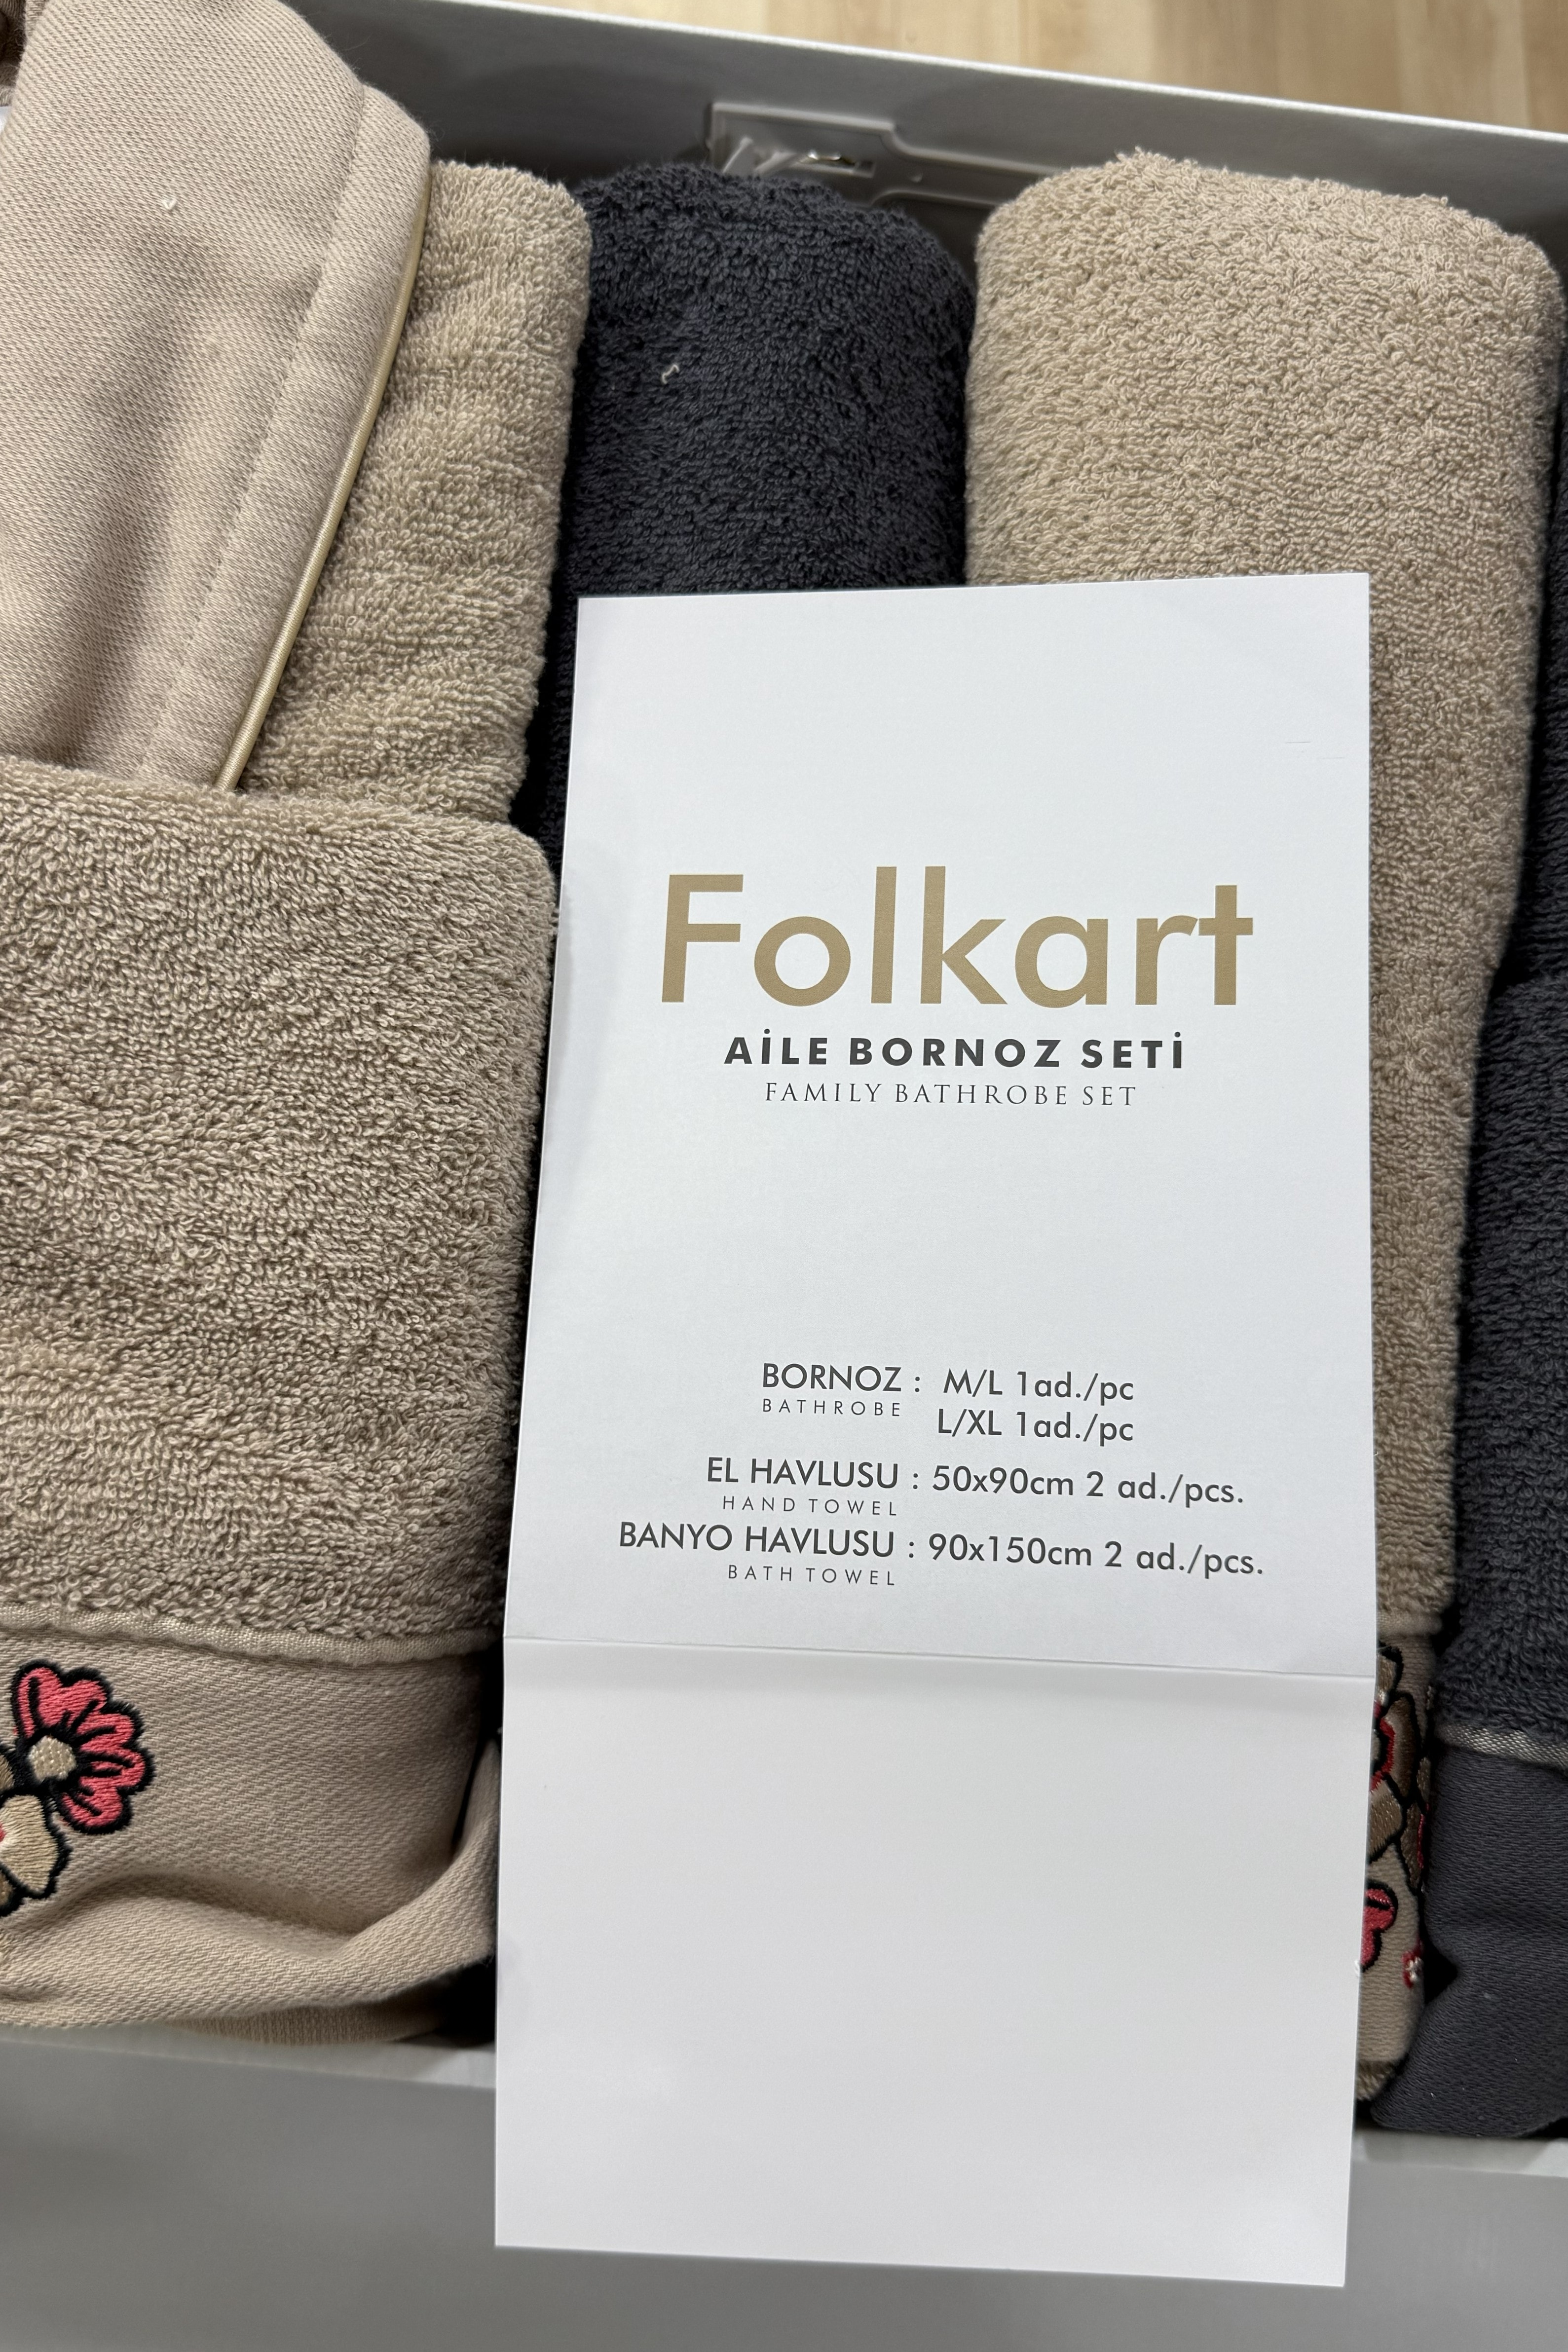 Folkart
AİLE BORNOZ SETİ
FAMILY BATHROBE SET
BORNOZ : M/L 1ad./pc
BATHROBE L/XL 1ad./pc
EL HAVLUSU : 50x90cm 2 ad./pcs.
HAND TOWEL
BANYO HAVLUSU : 90x150cm 2 ad./pcs.
BATH TOWEL